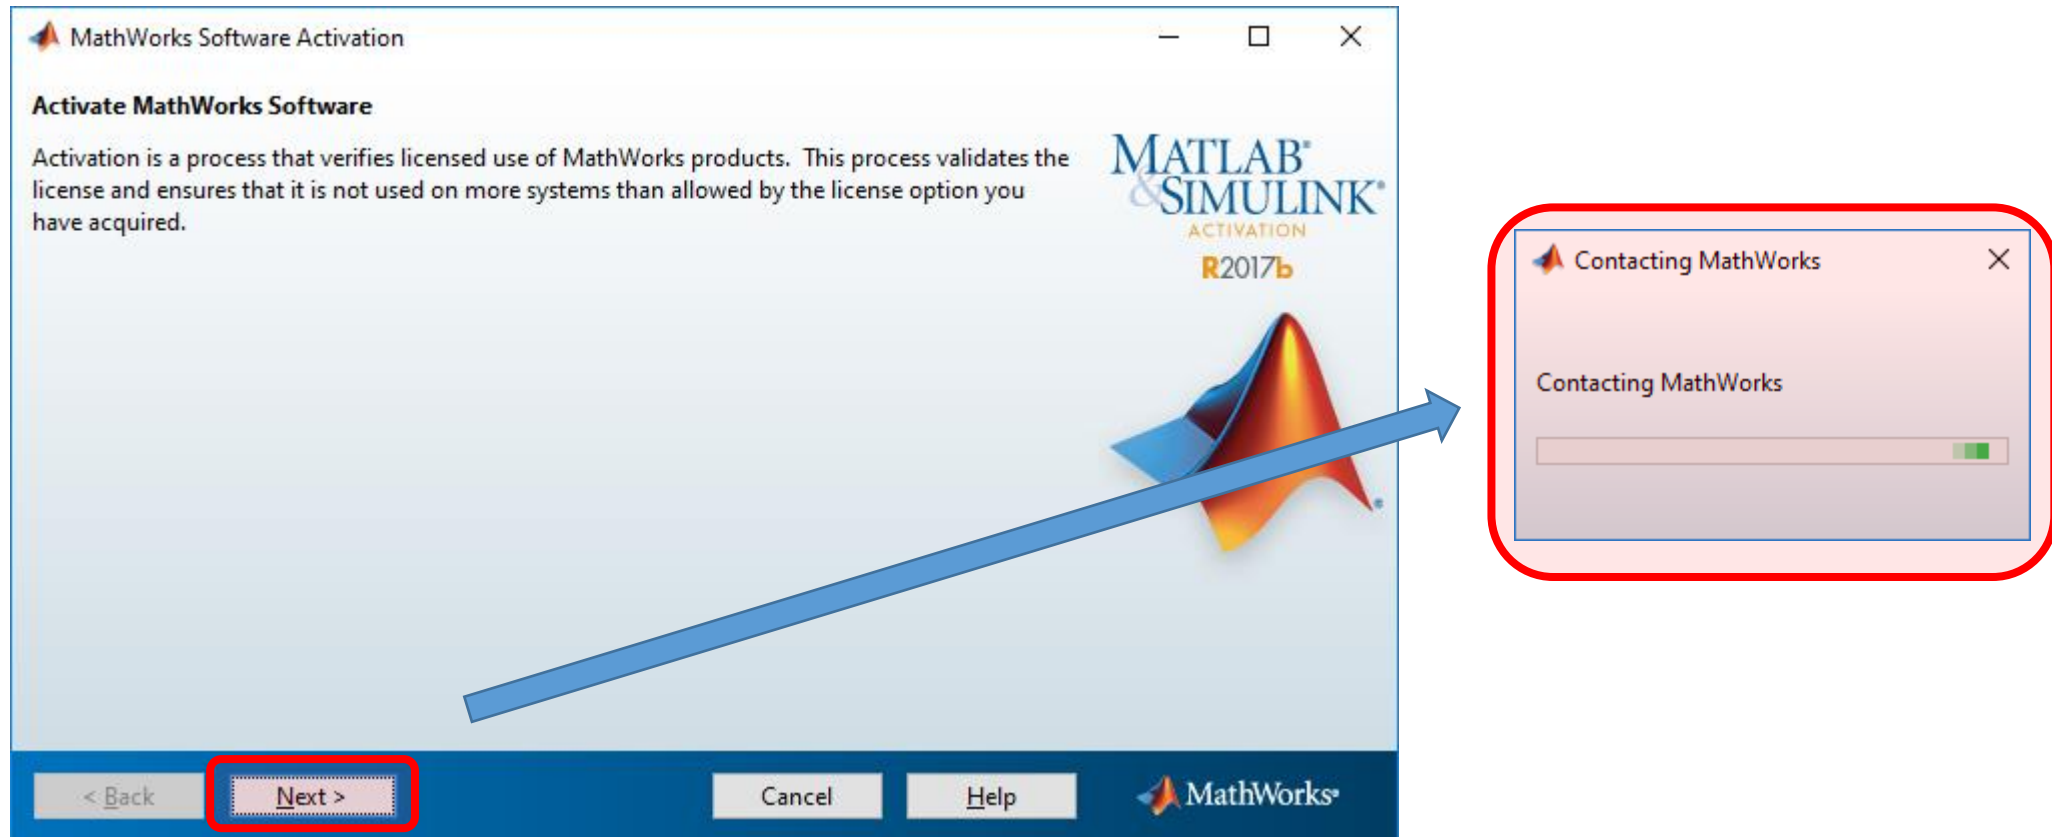 MathWorks Software Activation
Activate MathWorks Software
Activation is a process that verifies licensed use of MathWorks products.  This process validates the
license and ensures that it is not used on more systems than allowed by the license option you
have acquired.
MATLAB®
&SIMULINK®
ACTIVATION
R2017b
Contacting MathWorks
Contacting MathWorks
< Back
Next >
Cancel
Help
MathWorks®